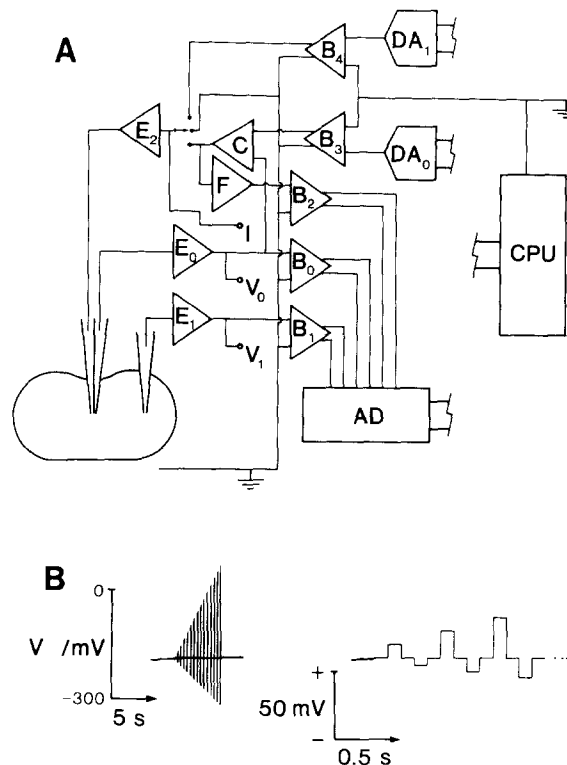 A
B₄
DA₁
E₂
C
B₃
DA₀
F
B₂
I
E₀
B₀
V₀
CPU
E₁
B₁
V₁
AD
B
0
V /mV
-300
5 s
+
50 mV
-
0.5 s
...